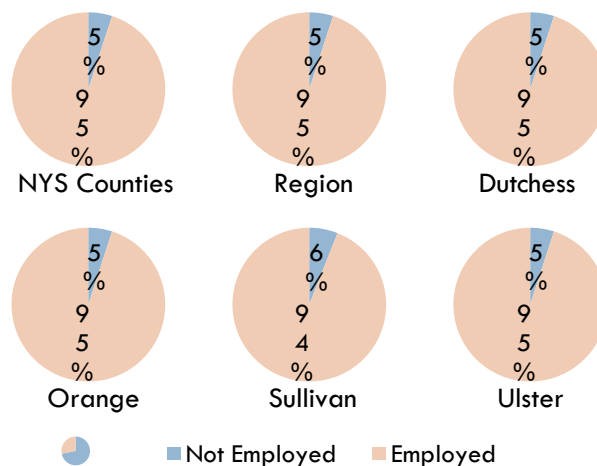 5 5 5
% % %
9 9 9
5 5 5
% % %
NYS Counties Region Dutchess
5 6 5
% % %
9 9 9
5 4 5
% % %
Orange Sullivan Ulster
Not Employed Employed